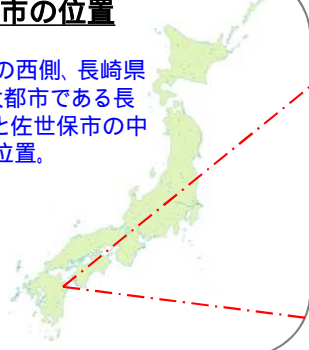 市の位置
の西側、長崎県
都市である長
と佐世保市の中
位置。